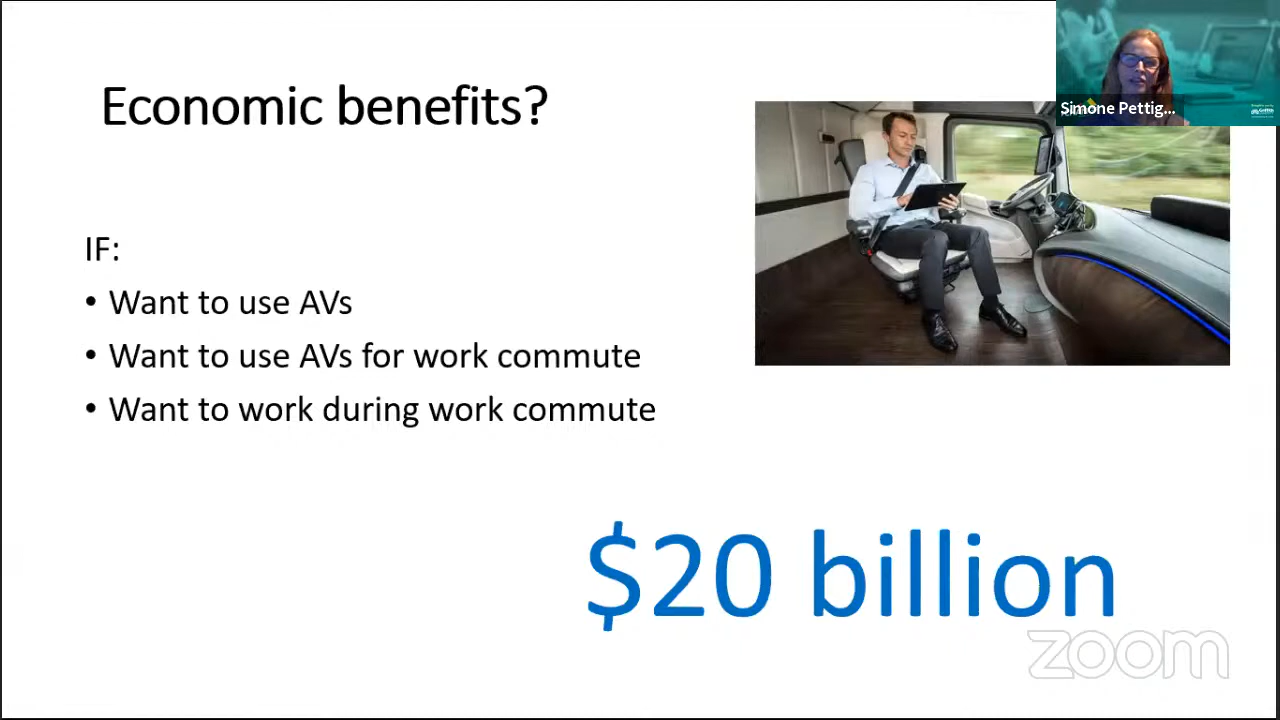 Economic benefits?
Simone Pettig...
IF:
• Want to use AVs
• Want to use AVs for work commute
• Want to work during work commute
$20 billion
zoom